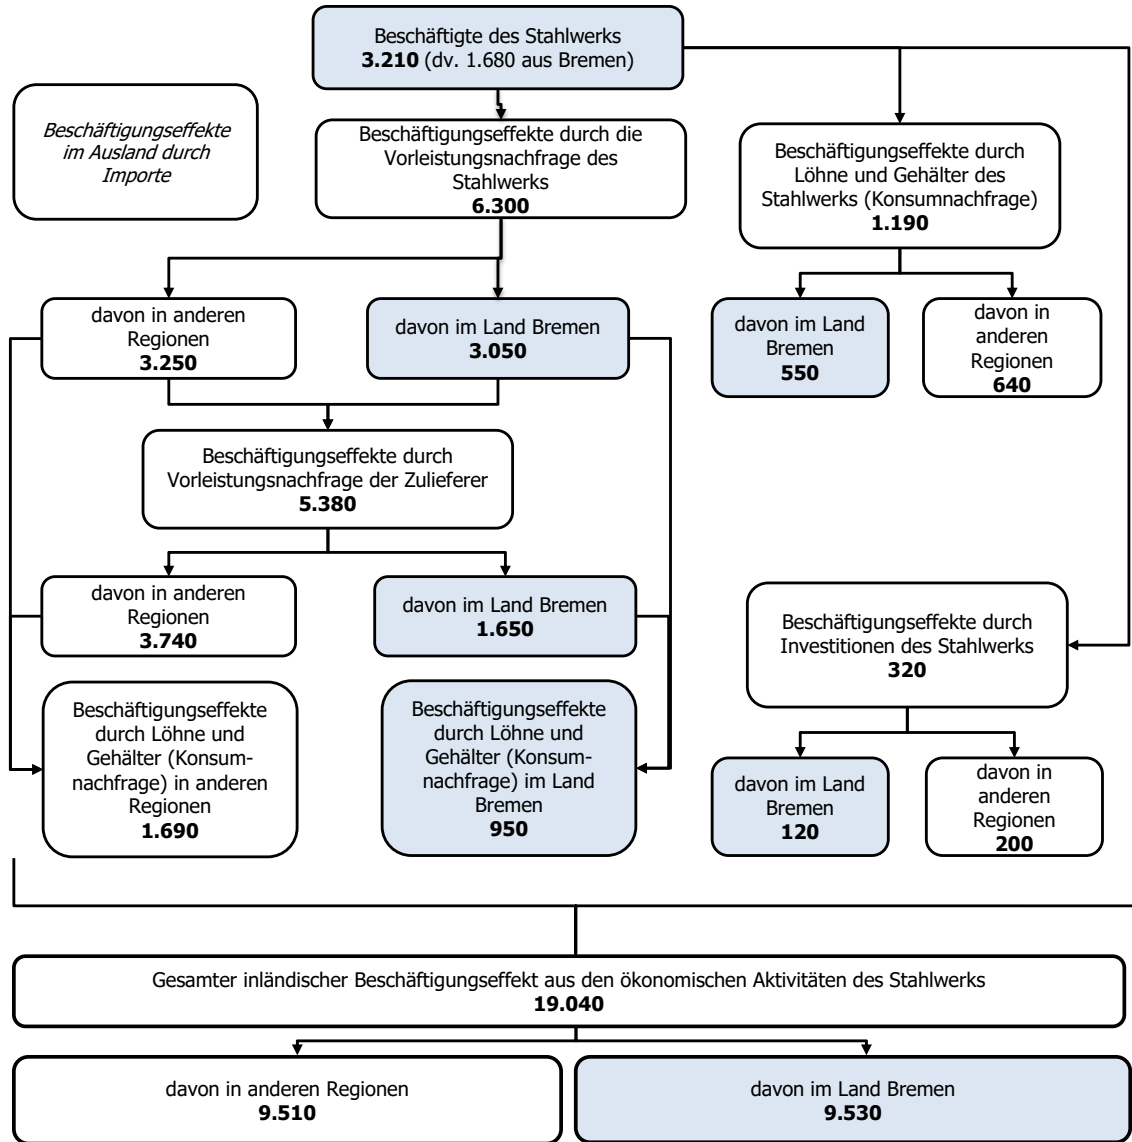 Beschäftigte des Stahlwerks
3.210 (dv. 1.680 aus Bremen)
Beschäftigungseffekte
im Ausland durch
Importe
Beschäftigungseffekte durch die
Vorleistungsnachfrage des
Stahlwerks
6.300
Beschäftigungseffekte durch
Löhne und Gehälter des
Stahlwerks (Konsumnachfrage)
1.190
davon in anderen
Regionen
3.250
davon im Land Bremen
3.050
davon im Land
Bremen
550
davon in
anderen
Regionen
640
Beschäftigungseffekte durch
Vorleistungsnachfrage der Zulieferer
5.380
davon in anderen
Regionen
3.740
davon im Land Bremen
1.650
Beschäftigungseffekte durch
Investitionen des Stahlwerks
320
Beschäftigungseffekte
durch Löhne und
Gehälter (Konsum-
nachfrage) in anderen
Regionen
1.690
Beschäftigungseffekte
durch Löhne und
Gehälter (Konsum-
nachfrage) im Land
Bremen
950
davon im Land
Bremen
120
davon in
anderen
Regionen
200
Gesamter inländischer Beschäftigungseffekt aus den ökonomischen Aktivitäten des Stahlwerks
19.040
davon in anderen Regionen
9.510
davon im Land Bremen
9.530